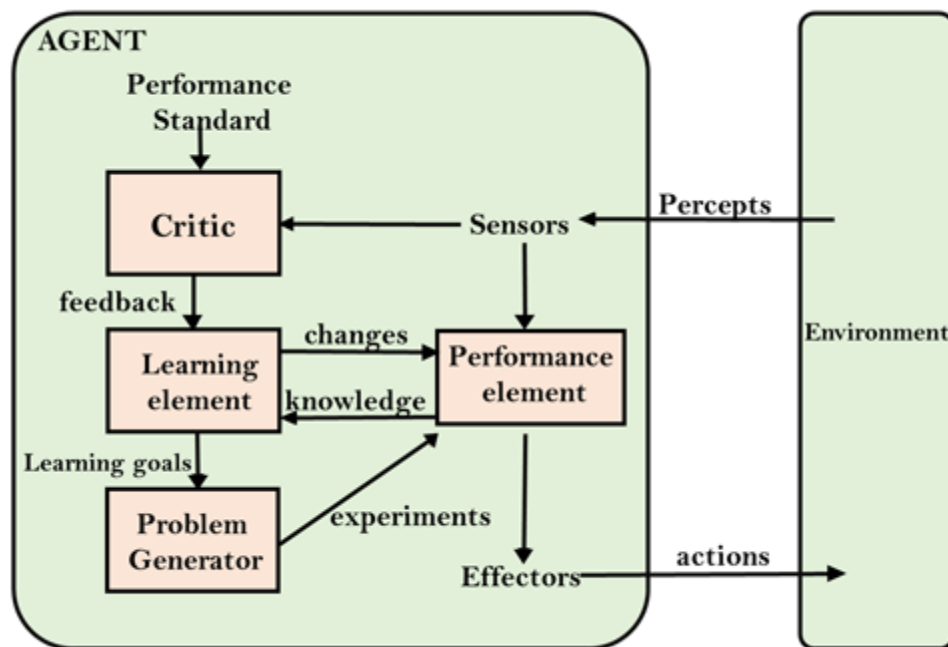 AGENT
Performance
Standard
Critic
Sensors
Percepts
feedback
changes
Environment
Learning
element
Performance
element
knowledge
Learning goals
Problem
Generator
experiments
Effectors
actions